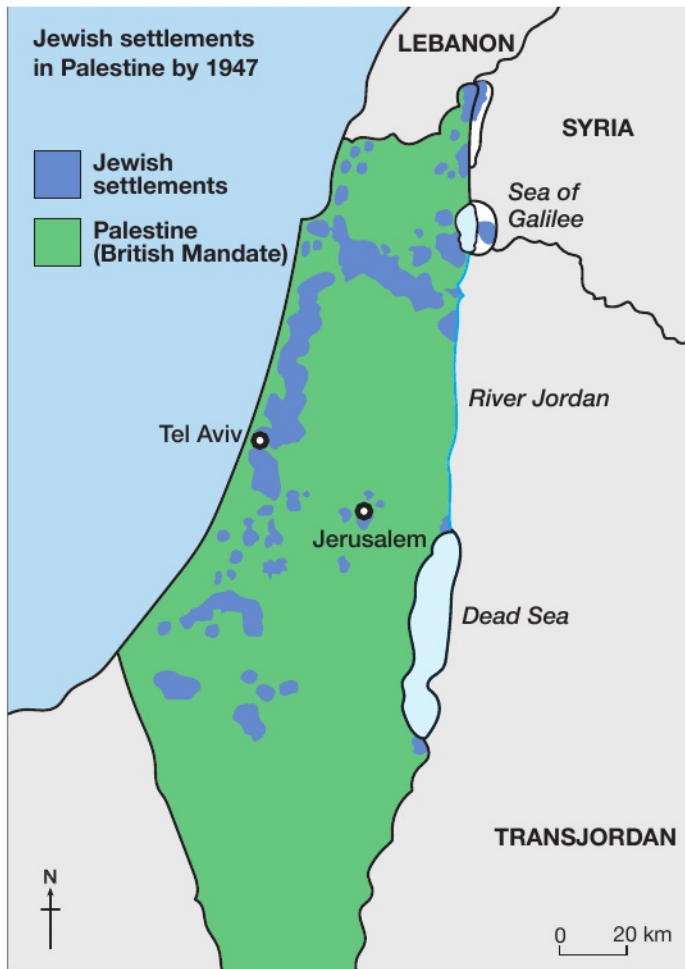 Jewish settlements
in Palestine by 1947
Jewish
settlements
Palestine
(British Mandate)
LEBANON
SYRIA
Sea of
Galilee
River Jordan
Tel Aviv
Jerusalem
Dead Sea
TRANSJORDAN
N
0 20 km